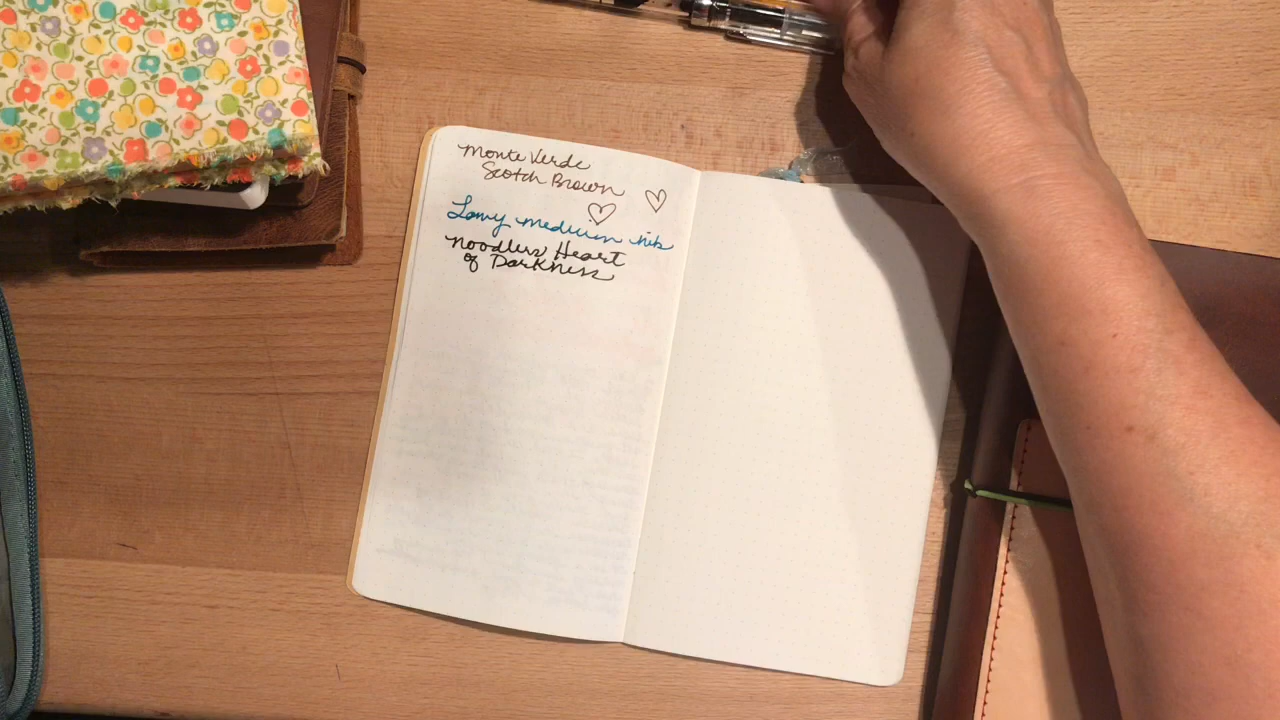 Monte Verde
Scotch Brown
Lamy medium nib
Noodlers Heart
of Darkness